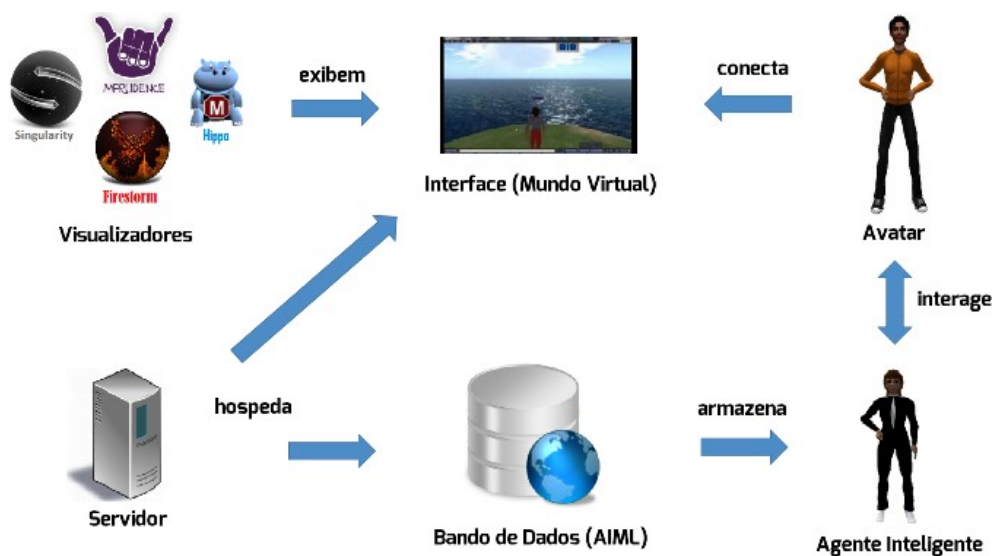 exibem
conecta
Singularity
Hippo
M
Firestorm
Interface (Mundo Virtual)
Visualizadores
Avatar
interage
hospeda
armazena
Servidor
Bando de Dados (AIML)
Agente Inteligente